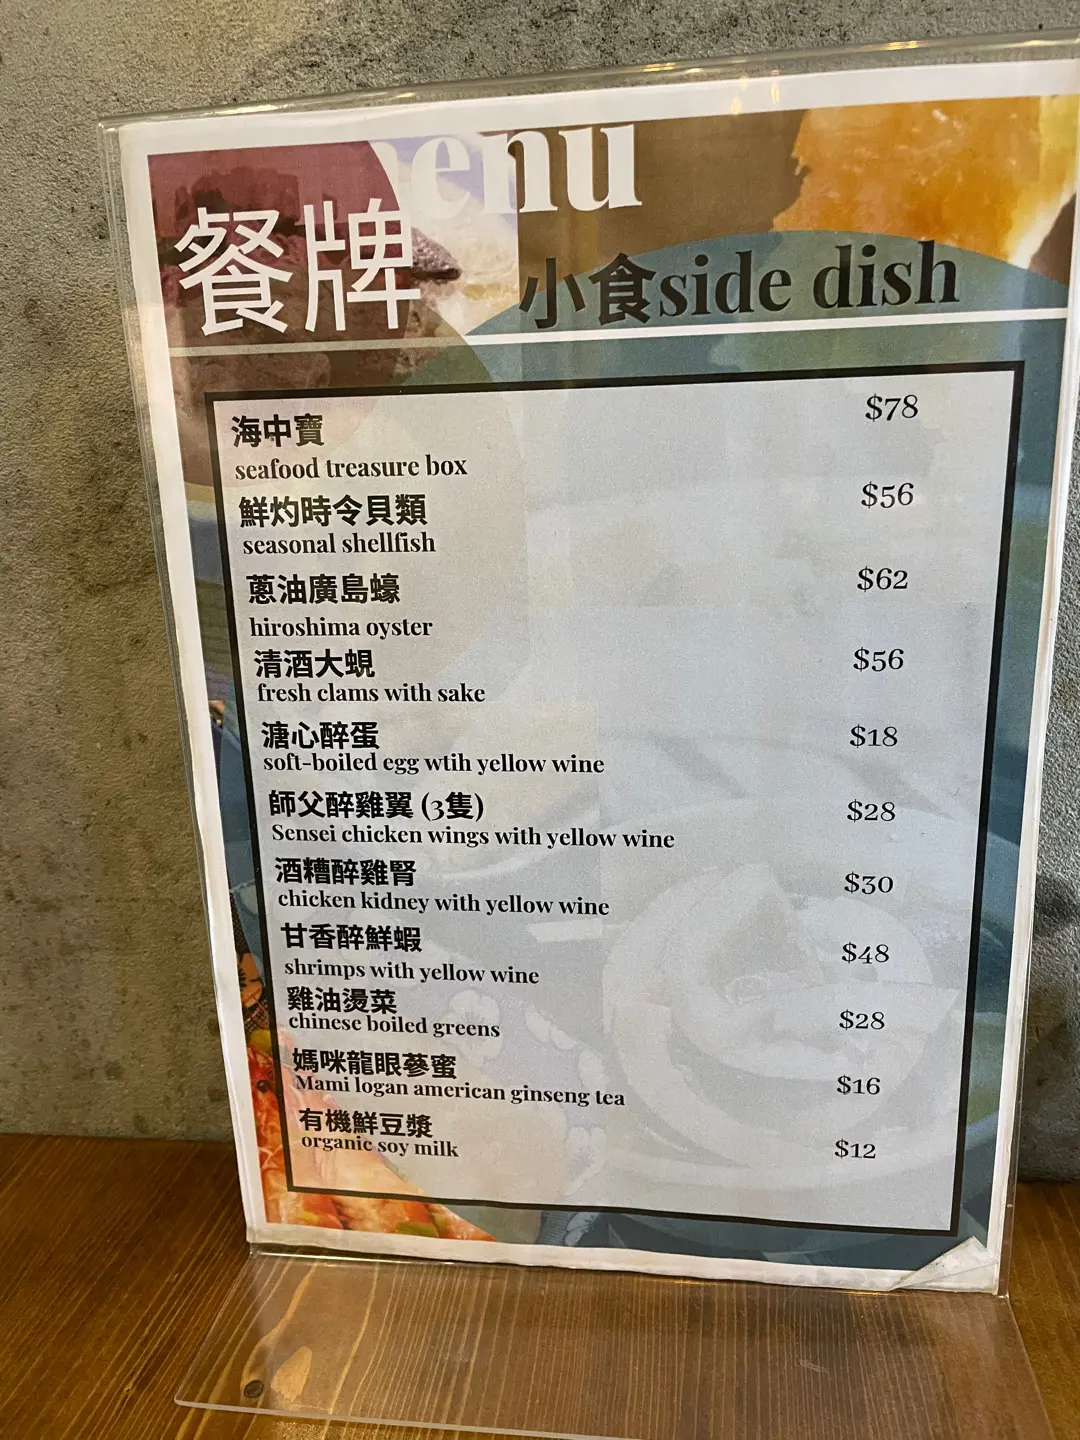 enu
餐牌
小食side dish
海中寶 $78
seafood treasure box
鮮灼時令貝類 $56
seasonal shellfish
蔥油廣島蠔 $62
hiroshima oyster
清酒大蜆 $56
fresh clams with sake
溏心醉蛋 $18
soft-boiled egg wtih yellow wine
師父醉雞翼 (3隻) $28
Sensei chicken wings with yellow wine
酒糟醉雞腎 $30
chicken kidney with yellow wine
甘香醉鮮蝦 $48
shrimps with yellow wine
雞油燙菜 $28
chinese boiled greens
媽咪龍眼蔘蜜 $16
Mami logan american ginseng tea
有機鮮豆漿 $12
organic soy milk